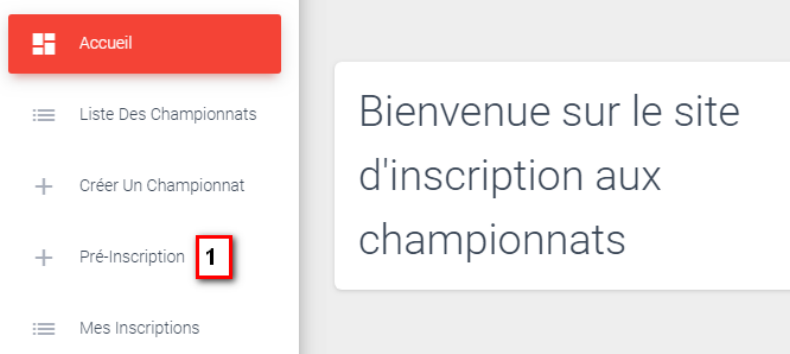 Accueil
Liste Des Championnats
Créer Un Championnat
Pré-Inscription 1
Mes Inscriptions
Bienvenue sur le site
d'inscription aux
championnats